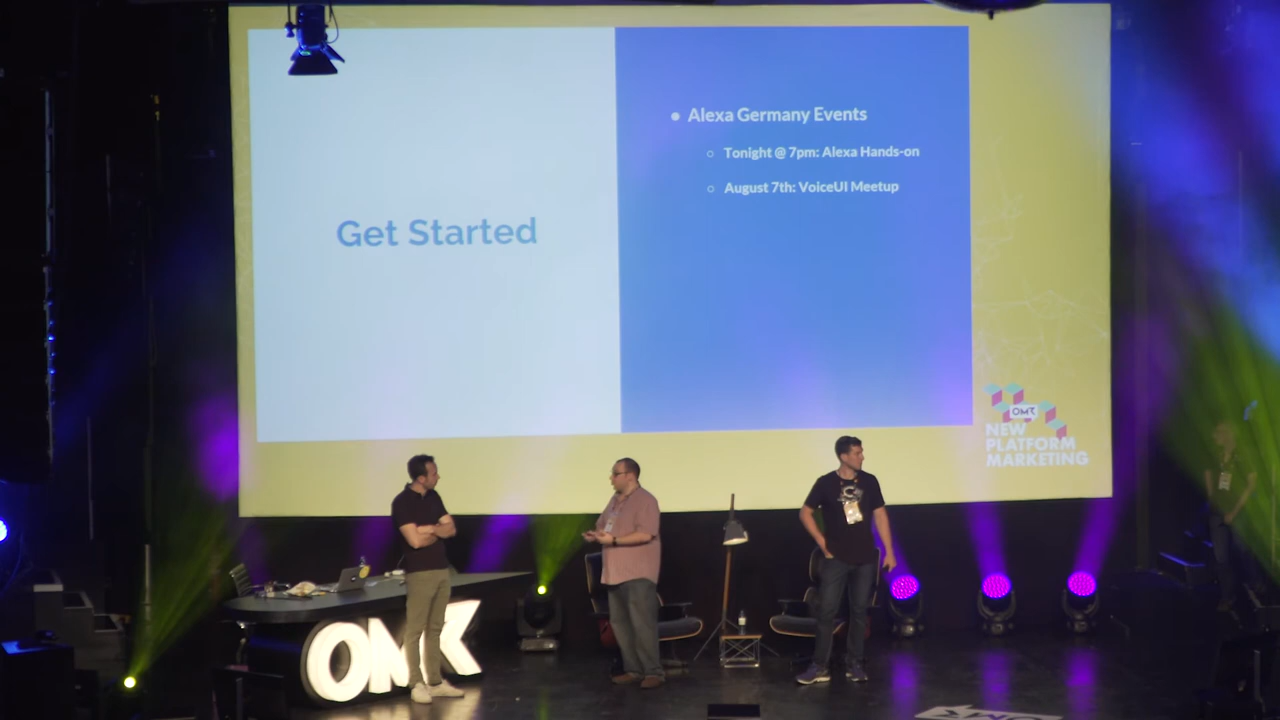 Get Started
● Alexa Germany Events
○ Tonight @ 7pm: Alexa Hands-on
○ August 7th: VoiceUI Meetup
OMR
NEW
PLATFORM
MARKETING
OMR
OMR